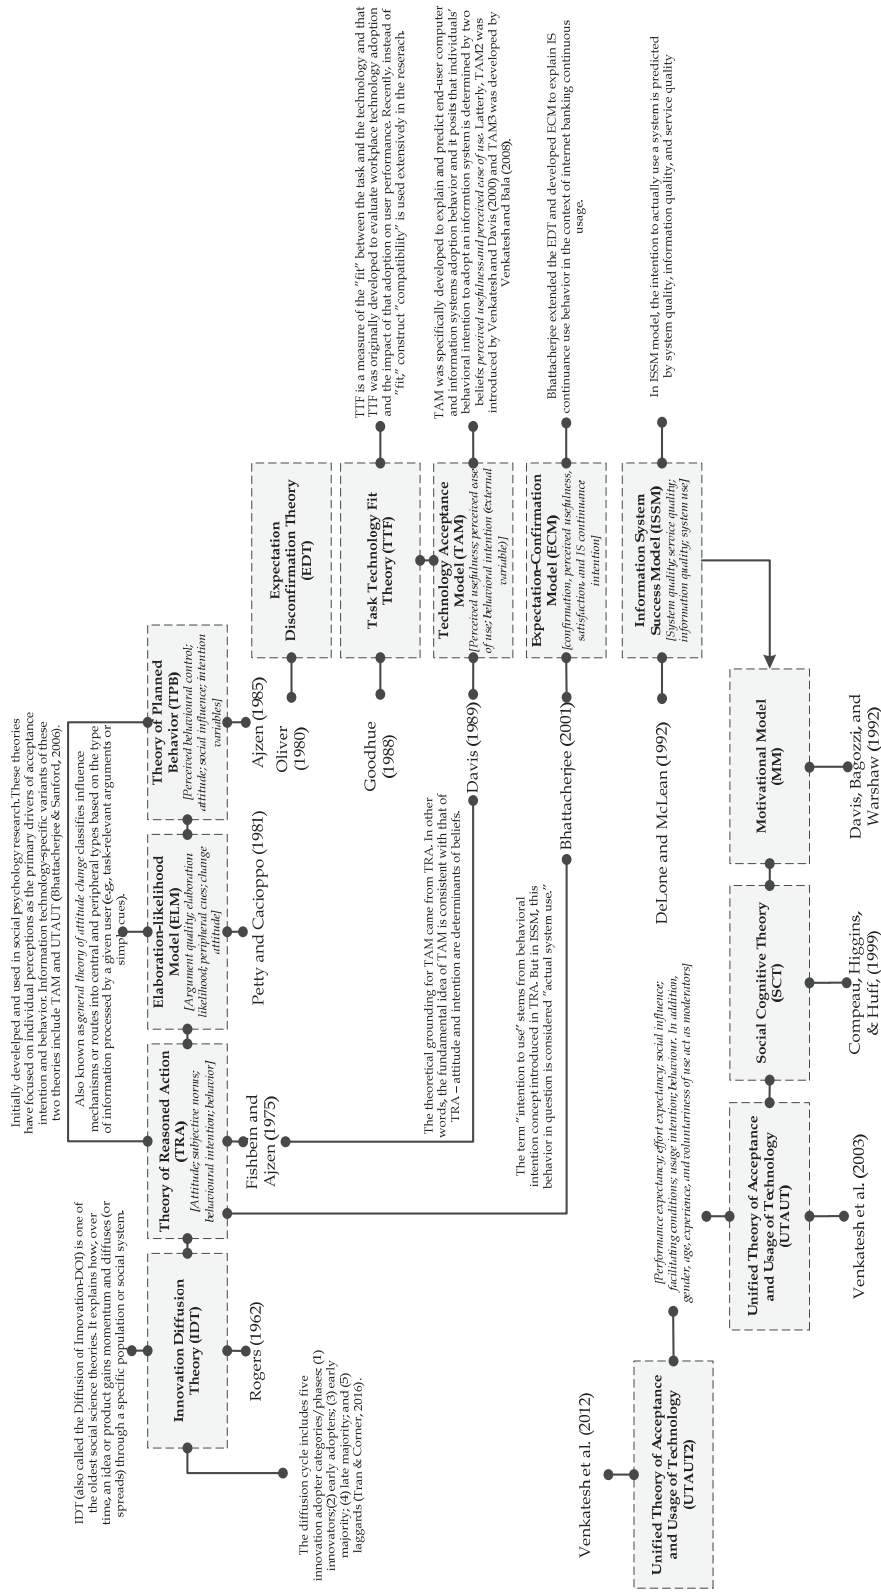 Initially develelped and used in social psychology research.These theories
have focused on individual perceptions as the primary drivers of acceptance
intention and behavior. Information technology-specific variants of these
two theories include TAM and UTAUT (Bhattacherjee & Sanford, 2006).
IDT (also called the Diffusion of Innovation-DOI) is one of
the oldest social science theories. It explains how, over
time, an idea or product gains momentum and diffuses (or
spreads) through a specific population or social system.
Also known as general theory of attitude change classifies influence
mechanisms or routes into central and peripheral types based on the type
of information processed by a given user (e.g., task-relevant arguments or
simple cues).
Innovation Diffusion
Theory (IDT)
Rogers (1962)
The diffusion cycle includes five
innovation adopter categories/phases: (1)
innovators;(2) early adopters; (3) early
majority; (4) late majority; and (5)
laggards (Tran & Corner, 2016).
Theory of Reasoned Action
(TRA)
[Attitude; subjective norms;
behavioural intention; behavior]
Fishbein and
Ajzen (1975)
Elaboration-likelihood
Model (ELM)
[Argument quality; elaboration
likelihood; peripheral cues; change
attitude]
Petty and Cacioppo (1981)
Theory of Planned
Behavior (TPB)
[Perceived behavioural control;
attitude; social influence; intention
variables]
Ajzen (1985)
Expectation
Disconfirmation Theory
(EDT)
Oliver
(1980)
Task Technology Fit
Theory (TTF)
Goodhue
(1988)
TTF is a measure of the "fit" between the task and the technology and that
TTF was originally developed to evaluate workplace technology adoption
and the impact of that adoption on user performance. Recently, instead of
"fit," construct "compatibility" is used extensively in the reserach.
Technology Acceptance
Model (TAM)
[Perceived usefulness; perceived ease
of use; behavioral intention (external
variable)]
Davis (1989)
TAM was specifically developed to explain and predict end-user computer
and information systems adoption behavior and it posits that individuals'
behavioral intention to adopt an informtion system is determined by two
beliefs: perceived usefulness and perceived ease of use. Latterly, TAM2 was
introduced by Venkatesh and Davis (2000) and TAM3 was developed by
Venkatesh and Bala (2008).
The theoretical grounding for TAM came from TRA. In other
words, the fundamental idea of TAM is consistent with that of
TRA – attitude and intention are determinants of beliefs.
Expectation-Confirmation
Model (ECM)
[confirmation, perceived usefulness,
satisfaction, and IS continuance
intention]
Bhattacherjee (2001)
Bhattacherjee extended the EDT and developed ECM to explain IS
continuance use behavior in the context of internet banking continuous
usage.
The term "intention to use" stems from behavioral
intention concept introduced in TRA. But in ISSM, this
behavior in question is considered "actual system use."
Information System
Success Model (ISSM)
[System quality; service quality;
information quality; system use]
DeLone and McLean (1992)
In ISSM model, the intention to actually use a system is predicted
by system quality, information quality, and service quality
Motivational Model
(MM)
Davis, Bagozzi, and
Warshaw (1992)
Social Cognitive Theory
(SCT)
Compeau, Higgins,
& Huff, (1999)
[Performance expectancy; effort expectancy; social influence;
facilitating conditions; usage intention; behaviour. In addition,
gender, age, experience, and voluntariness of use act as moderators]
Unified Theory of Acceptance
and Usage of Technology
(UTAUT)
Venkatesh et al. (2003)
Venkatesh et al. (2012)
Unified Theory of Acceptance
and Usage of Technology
(UTAUT2)